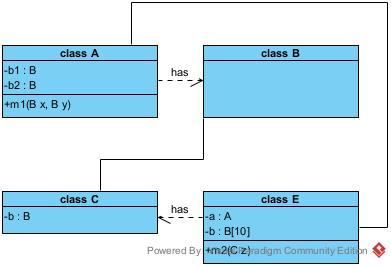 class A
-b1 : B
-b2 : B
+m1(B x, B y)
has
class B
class C
-b : B
has
class E
-a : A
-b : B[10]
+m2(C z)
Powered By Visual Paradigm Community Edition